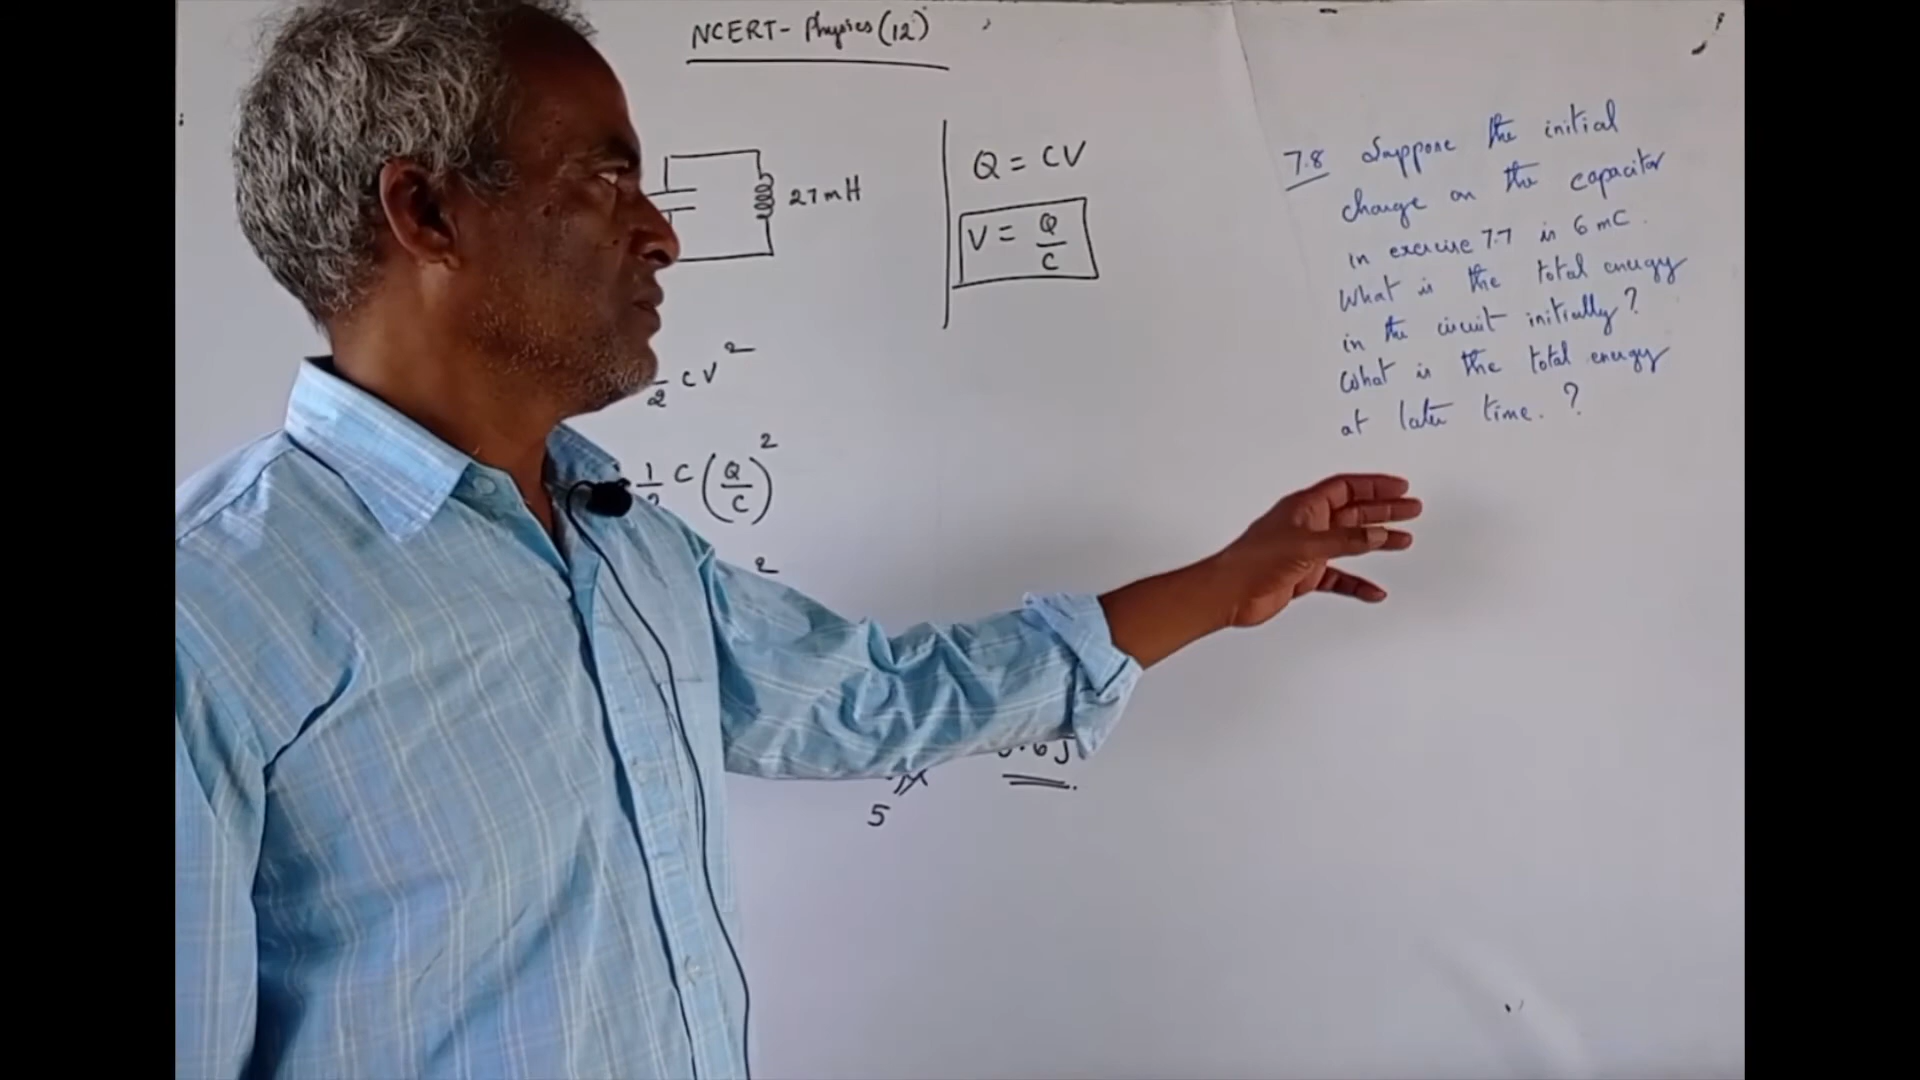 NCERT - Physics (12)
27mH
Q = CV
V = Q/C
2 CV²
1/2 C (Q/C)²
2
.6J
5
7.8 Suppose the initial
charge on the capacitor
in exercise 7.7 is 6 mC.
What is the total energy
in the circuit initially?
What is the total energy
at later time. ?